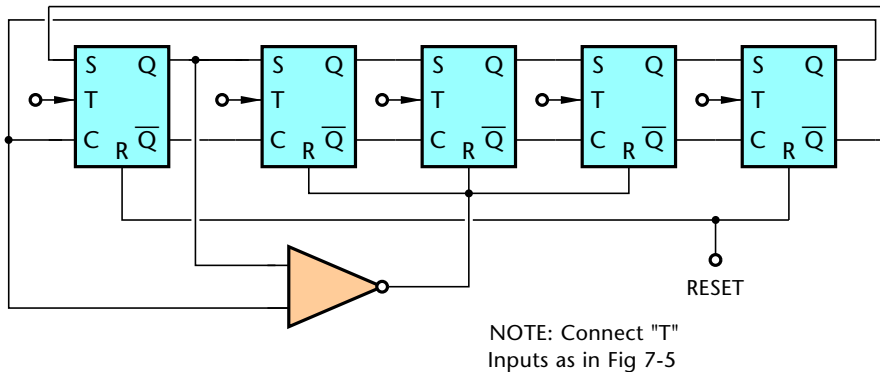 S Q S Q S Q S Q S Q
T T T T T
C R Q̅ C R Q̅ C R Q̅ C R Q̅ C R Q̅
RESET
NOTE: Connect "T"
Inputs as in Fig 7-5